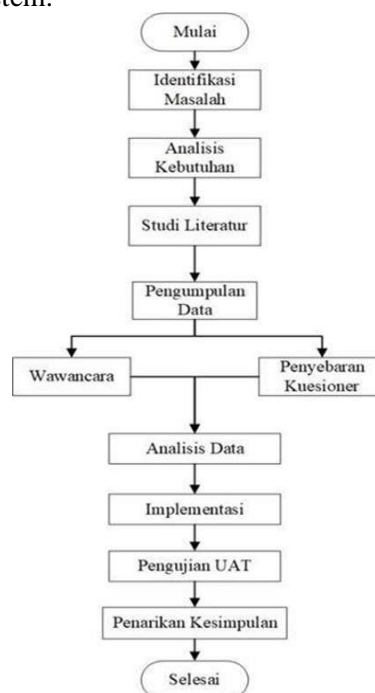 Mulai
Identifikasi
Masalah
Analisis
Kebutuhan
Studi Literatur
Pengumpulan
Data
Wawancara
Penyebaran
Kuesioner
Analisis Data
Implementasi
Pengujian UAT
Penarikan Kesimpulan
Selesai